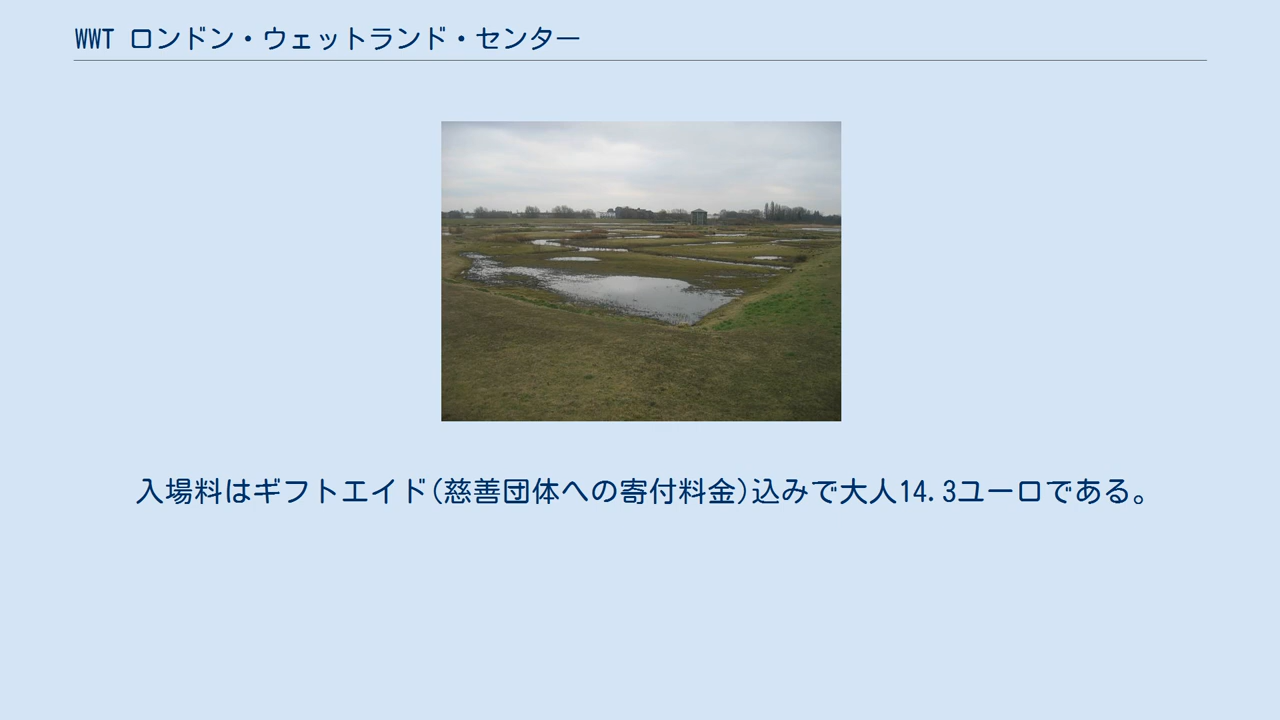 WWT ロンドン・ウェットランド・センター
入場料はギフトエイド(慈善団体への寄付料金)込みで大人14.3ユーロである。